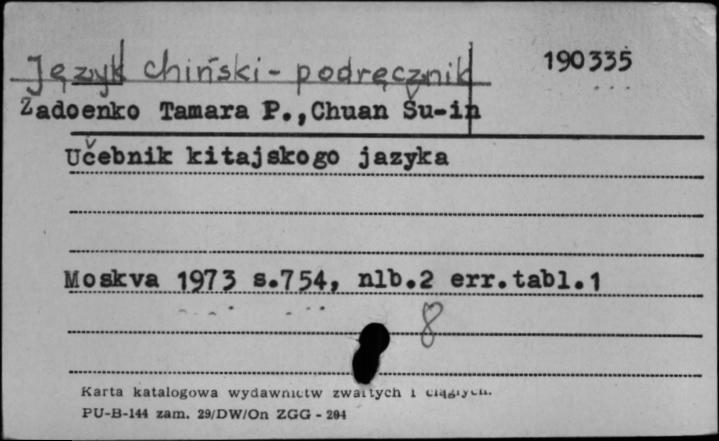 Język chiński - podręcznik
190335
Zadoenko Tamara P., Chuan Šu-in
Učebnik kitajskogo jazyka
Moskva 1973 s.754, nlb.2 err.tabl.1
8
Karta katalogowa wydawnictw zwartych i ciągłych.
PU-B-144 zam. 29/DW/On ZGG - 294